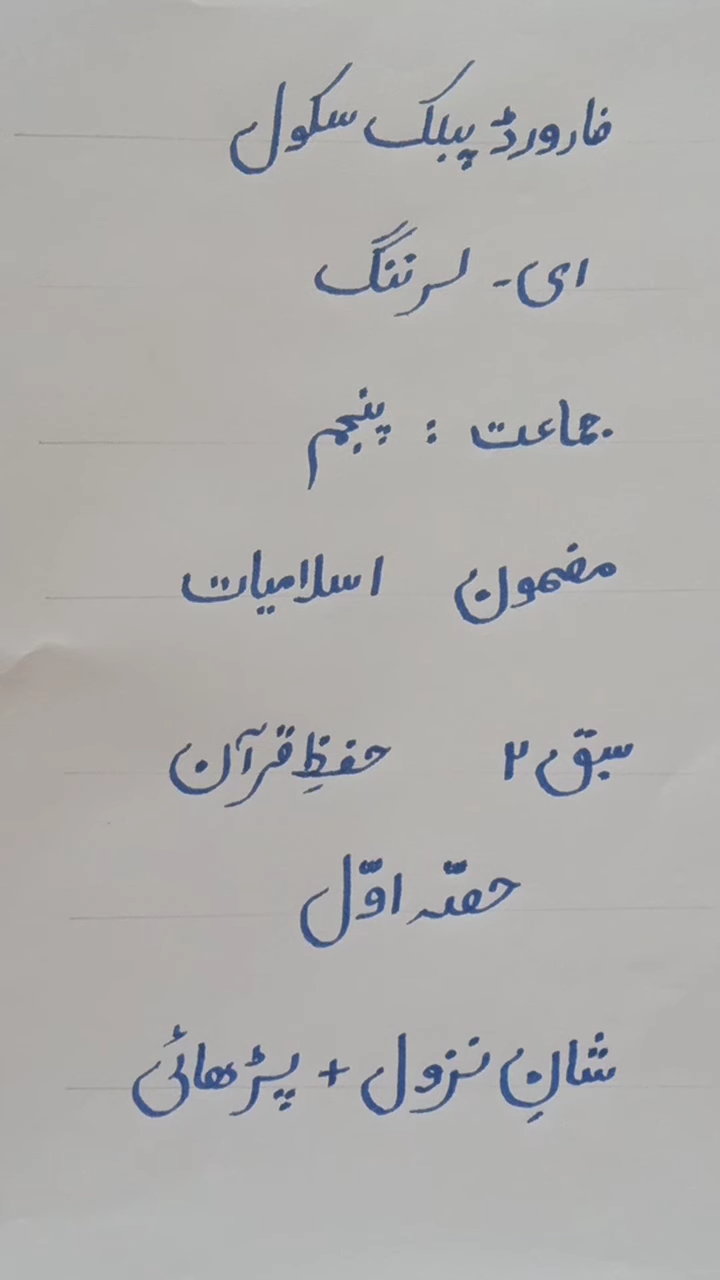 فارورڈ پبلک سکول
ای۔ لرننگ
جماعت : پنجم
مضمون اسلامیات
سبق ۲ حفظِ قرآن
حصّہ اوّل
شانِ نزول + پڑھائی